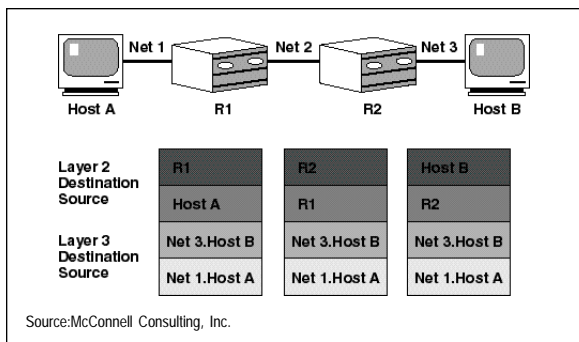 Net 1 Net 2 Net 3
Host A R1 R2 Host B
Layer 2
Destination
Source
R1 R2 Host B
Host A R1 R2
Layer 3
Destination
Source
Net 3.Host B Net 3.Host B Net 3.Host B
Net 1.Host A Net 1.Host A Net 1.Host A
Source:McConnell Consulting, Inc.